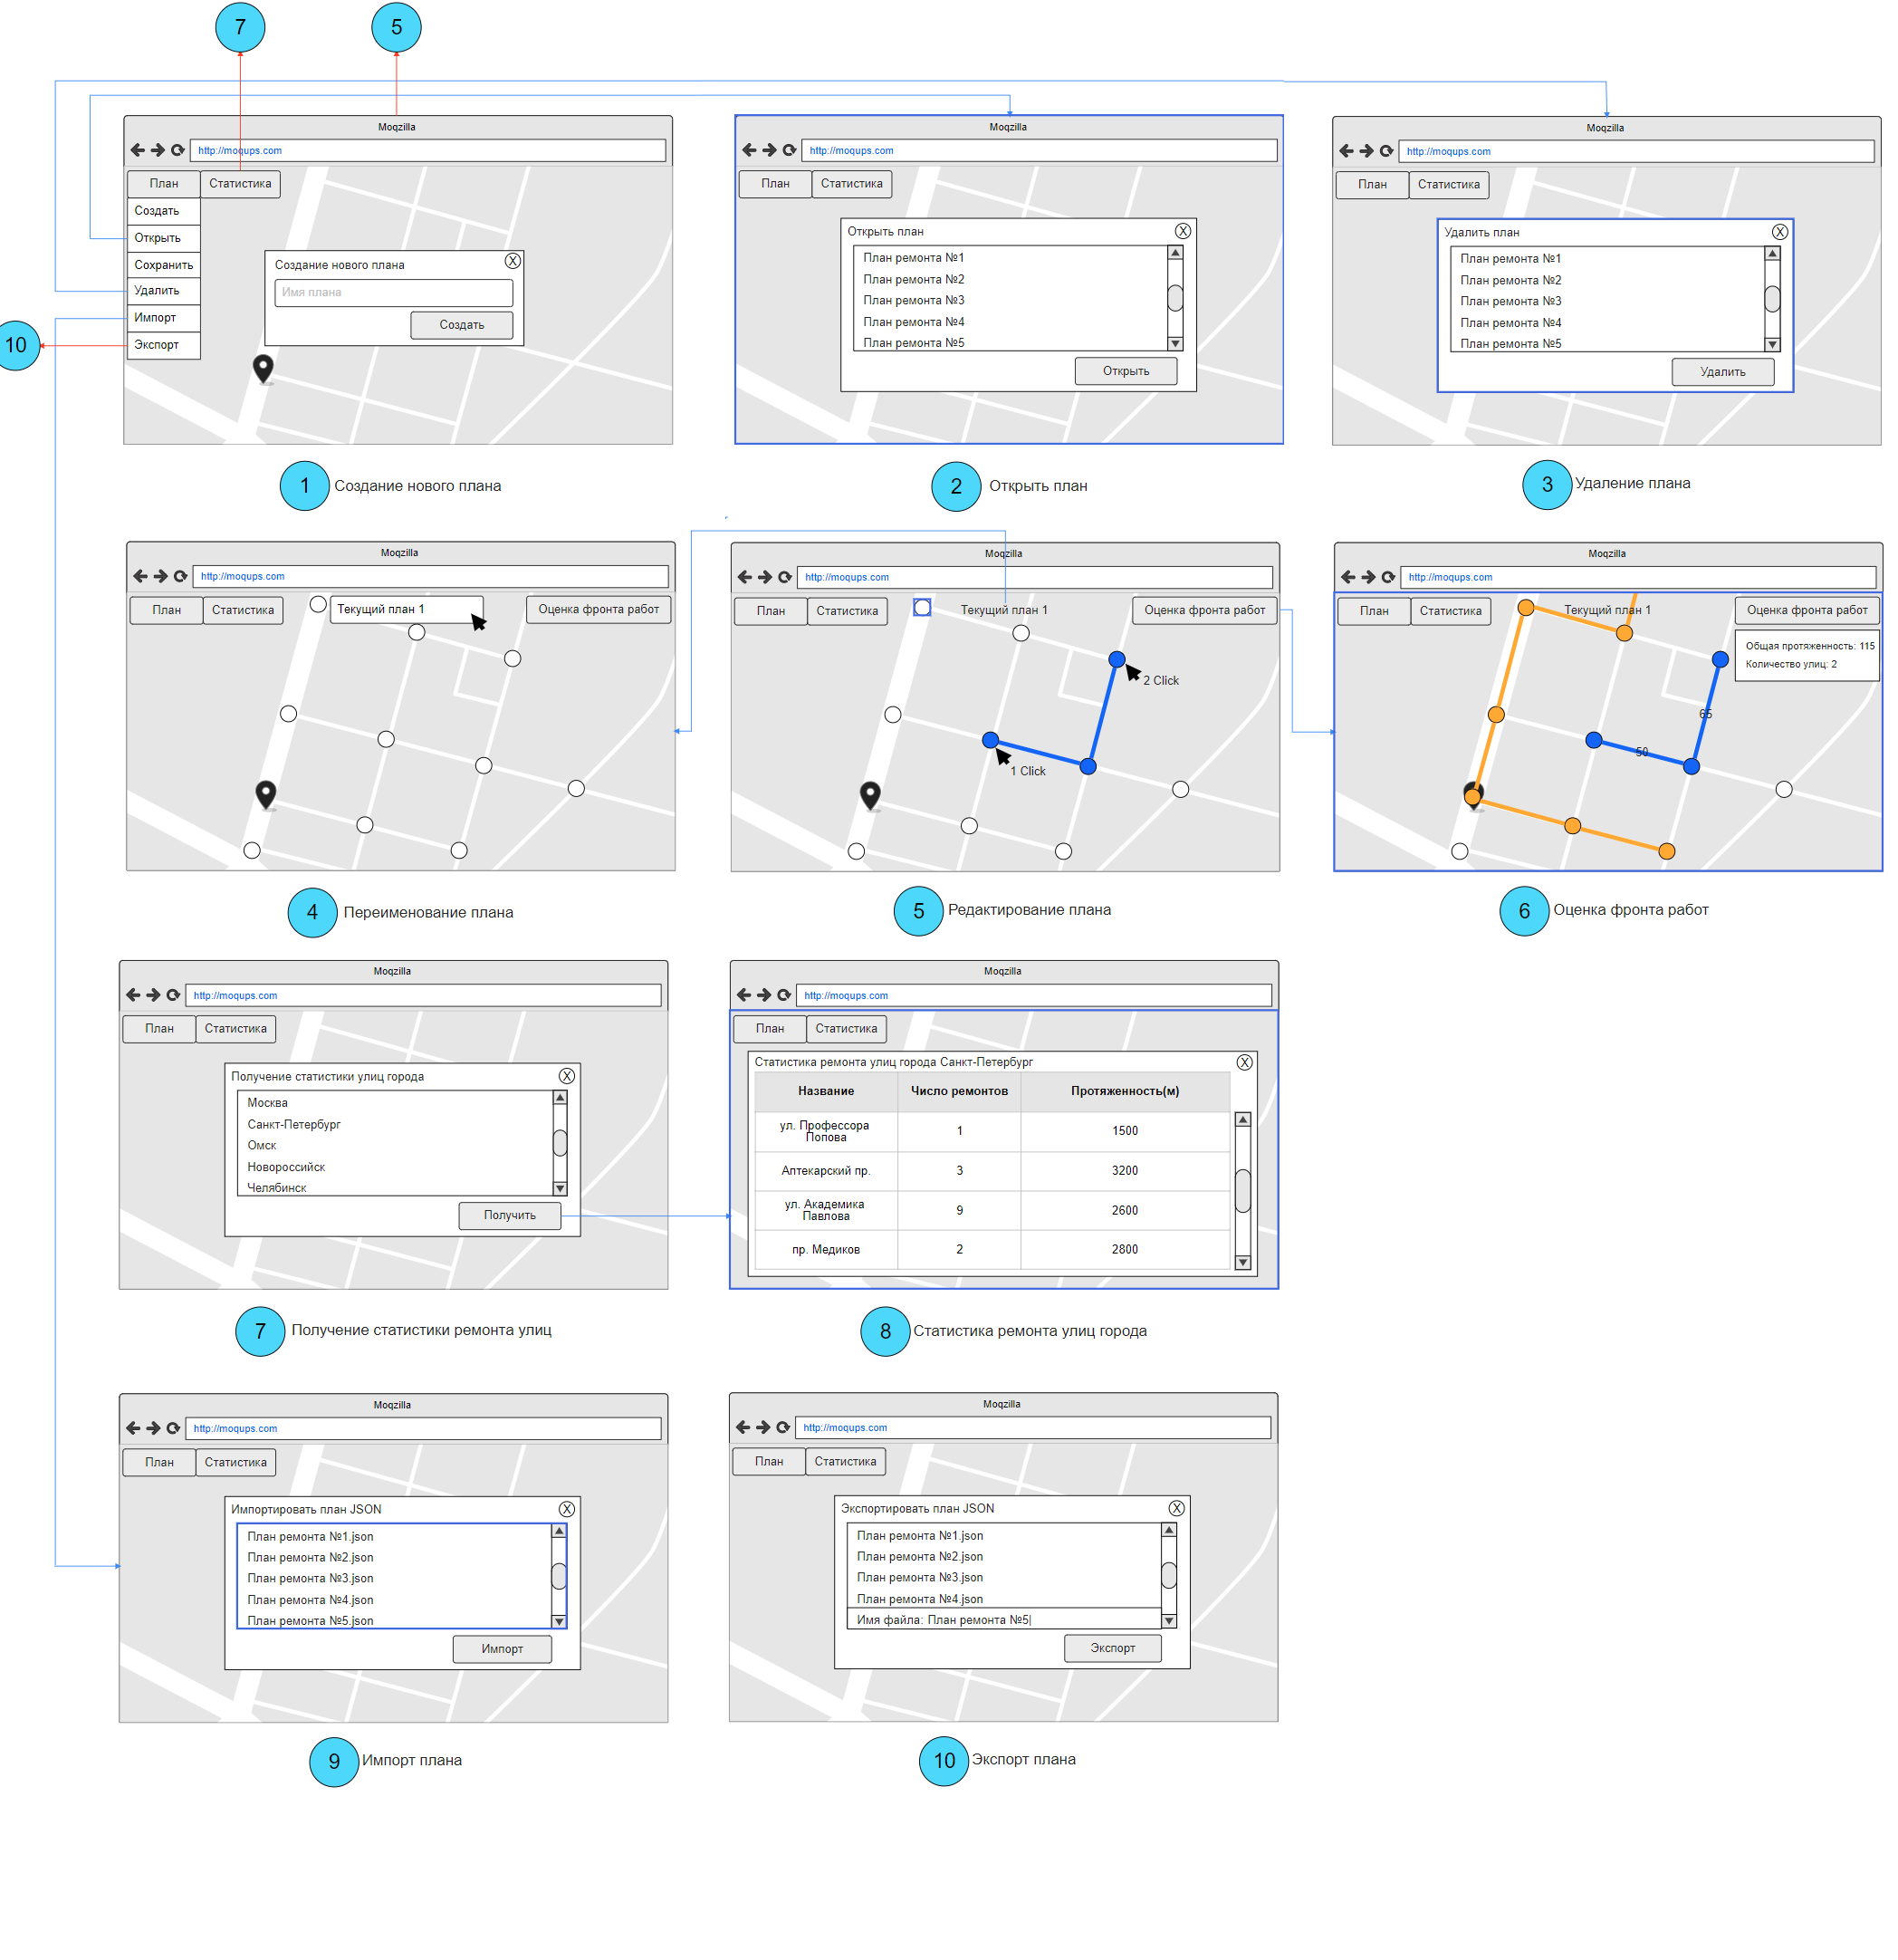 7
5
Moqzilla
http://moqups.com
План
Статистика
Создать
Открыть
Сохранить
Удалить
Импорт
Экспорт
10
Создание нового плана
X
Имя плана
Создать
1
Создание нового плана
Moqzilla
http://moqups.com
План
Статистика
Открыть план
X
План ремонта №1
План ремонта №2
План ремонта №3
План ремонта №4
План ремонта №5
Открыть
2
Открыть план
Moqzilla
http://moqups.com
План
Статистика
Удалить план
X
План ремонта №1
План ремонта №2
План ремонта №3
План ремонта №4
План ремонта №5
Удалить
3
Удаление плана
Moqzilla
http://moqups.com
План
Статистика
Текущий план 1
Оценка фронта работ
4
Переименование плана
Moqzilla
http://moqups.com
План
Статистика
Текущий план 1
Оценка фронта работ
2 Click
1 Click
5
Редактирование плана
Moqzilla
http://moqups.com
План
Статистика
Текущий план 1
Оценка фронта работ
Общая протяженность: 115
Количество улиц: 2
65
50
6
Оценка фронта работ
Moqzilla
http://moqups.com
План
Статистика
Получение статистики улиц города
X
Москва
Санкт-Петербург
Омск
Новороссийск
Челябинск
Получить
7
Получение статистики ремонта улиц
Moqzilla
http://moqups.com
План
Статистика
Статистика ремонта улиц города Санкт-Петербург
X
Название
Число ремонтов
Протяженность(м)
ул. Профессора
Попова
1
1500
Аптекарский пр.
3
3200
ул. Академика
Павлова
9
2600
пр. Медиков
2
2800
8
Статистика ремонта улиц города
Moqzilla
http://moqups.com
План
Статистика
Импортировать план JSON
X
План ремонта №1.json
План ремонта №2.json
План ремонта №3.json
План ремонта №4.json
План ремонта №5.json
Импорт
9
Импорт плана
Moqzilla
http://moqups.com
План
Статистика
Экспортировать план JSON
X
План ремонта №1.json
План ремонта №2.json
План ремонта №3.json
План ремонта №4.json
Имя файла: План ремонта №5|
Экспорт
10
Экспорт плана